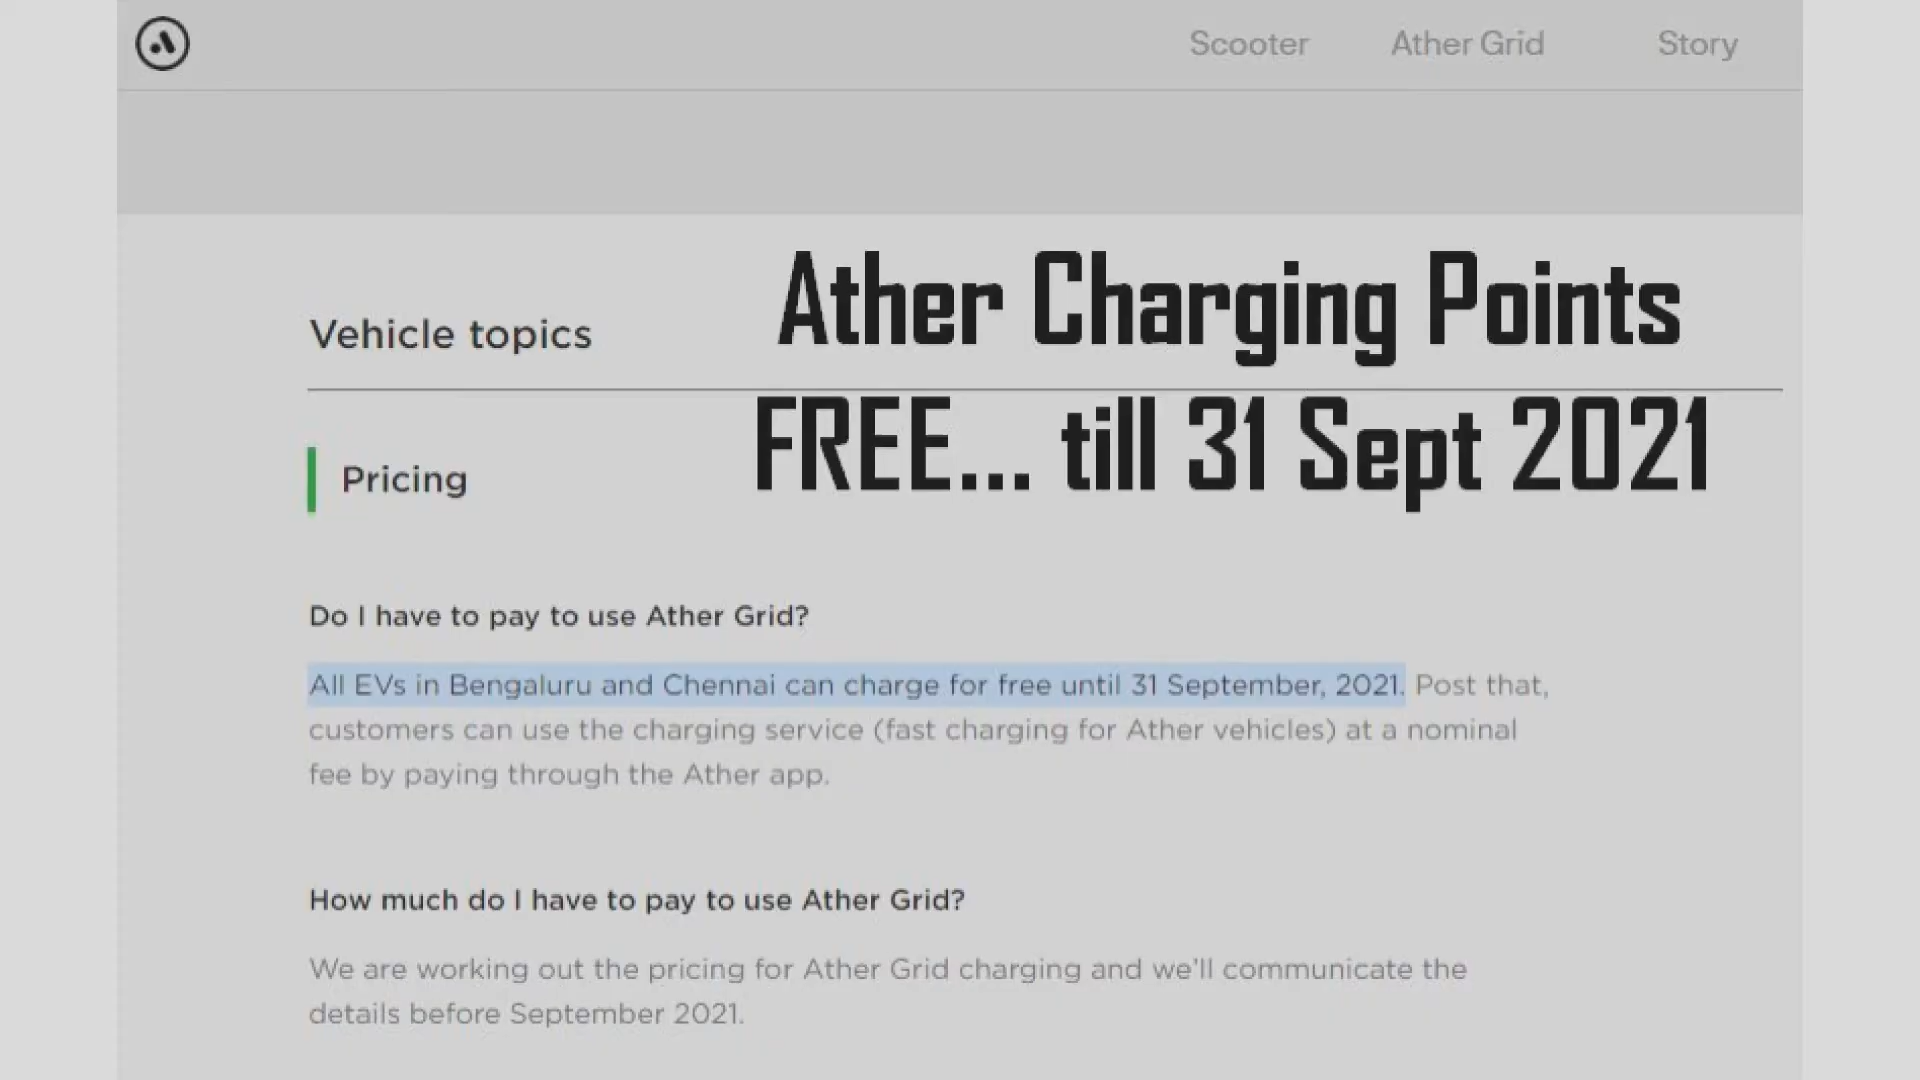 Scooter Ather Grid Story
Vehicle topics
Ather Charging Points
FREE... till 31 Sept 2021
Pricing
Do I have to pay to use Ather Grid?
All EVs in Bengaluru and Chennai can charge for free until 31 September, 2021. Post that,
customers can use the charging service (fast charging for Ather vehicles) at a nominal
fee by paying through the Ather app.
How much do I have to pay to use Ather Grid?
We are working out the pricing for Ather Grid charging and we'll communicate the
details before September 2021.